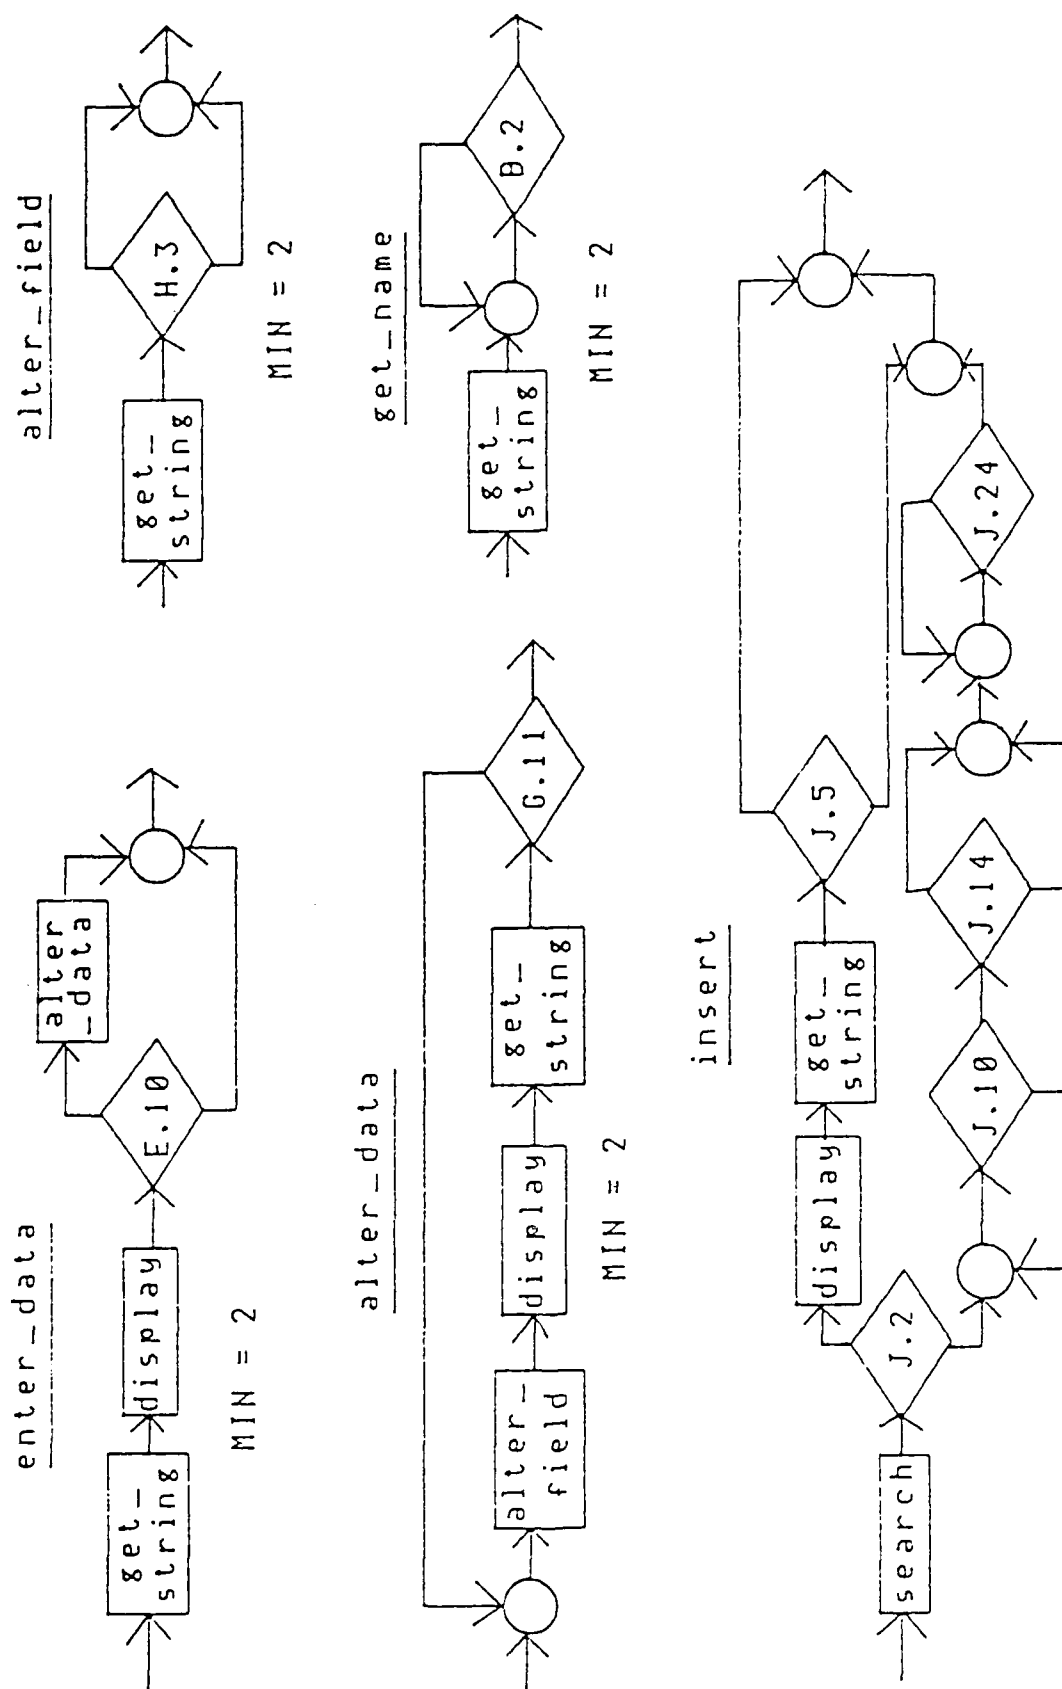 enter_data
get_
string
display
E.10
alter
_data
MIN = 2
alter_field
get_
string
H.3
MIN = 2
alter_data
alter_
field
display
get_
string
G.11
MIN = 2
get_name
get_
string
B.2
MIN = 2
insert
search
J.2
display
get_
string
J.5
J.10
J.14
J.24